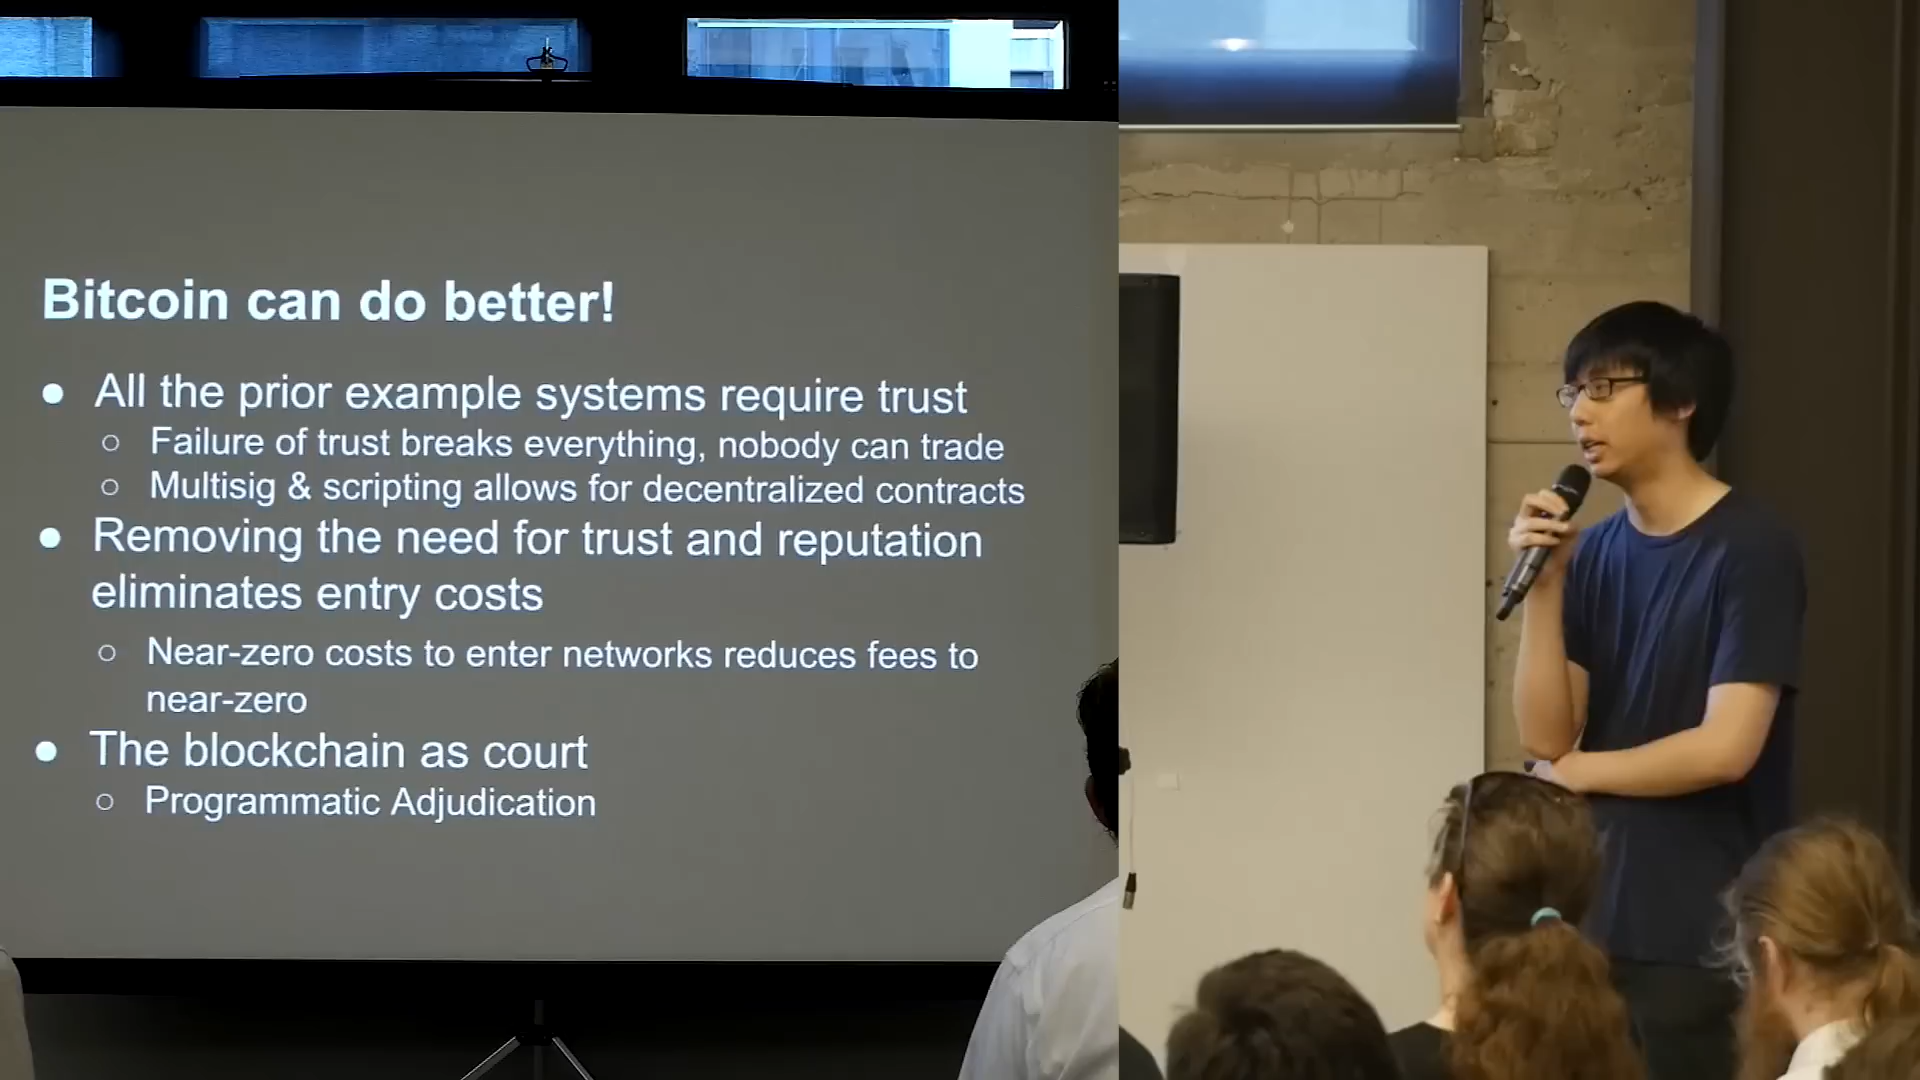 Bitcoin can do better!
● All the prior example systems require trust
○ Failure of trust breaks everything, nobody can trade
○ Multisig & scripting allows for decentralized contracts
● Removing the need for trust and reputation
eliminates entry costs
○ Near-zero costs to enter networks reduces fees to
near-zero
● The blockchain as court
○ Programmatic Adjudication